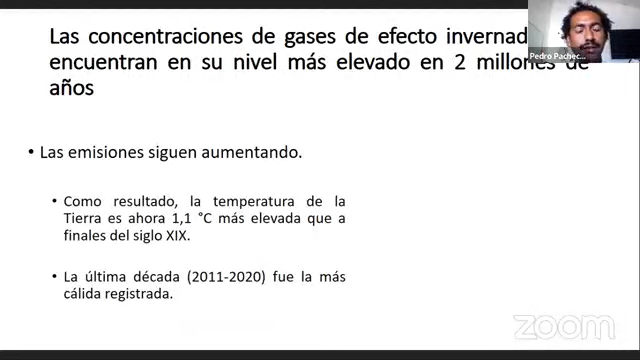 Las concentraciones de gases de efecto invernad
encuentran en su nivel más elevado en 2 millones de
años
Pedro Pachec...
• Las emisiones siguen aumentando.
• Como resultado, la temperatura de la
Tierra es ahora 1,1 °C más elevada que a
finales del siglo XIX.
• La última década (2011-2020) fue la más
cálida registrada.
zoom